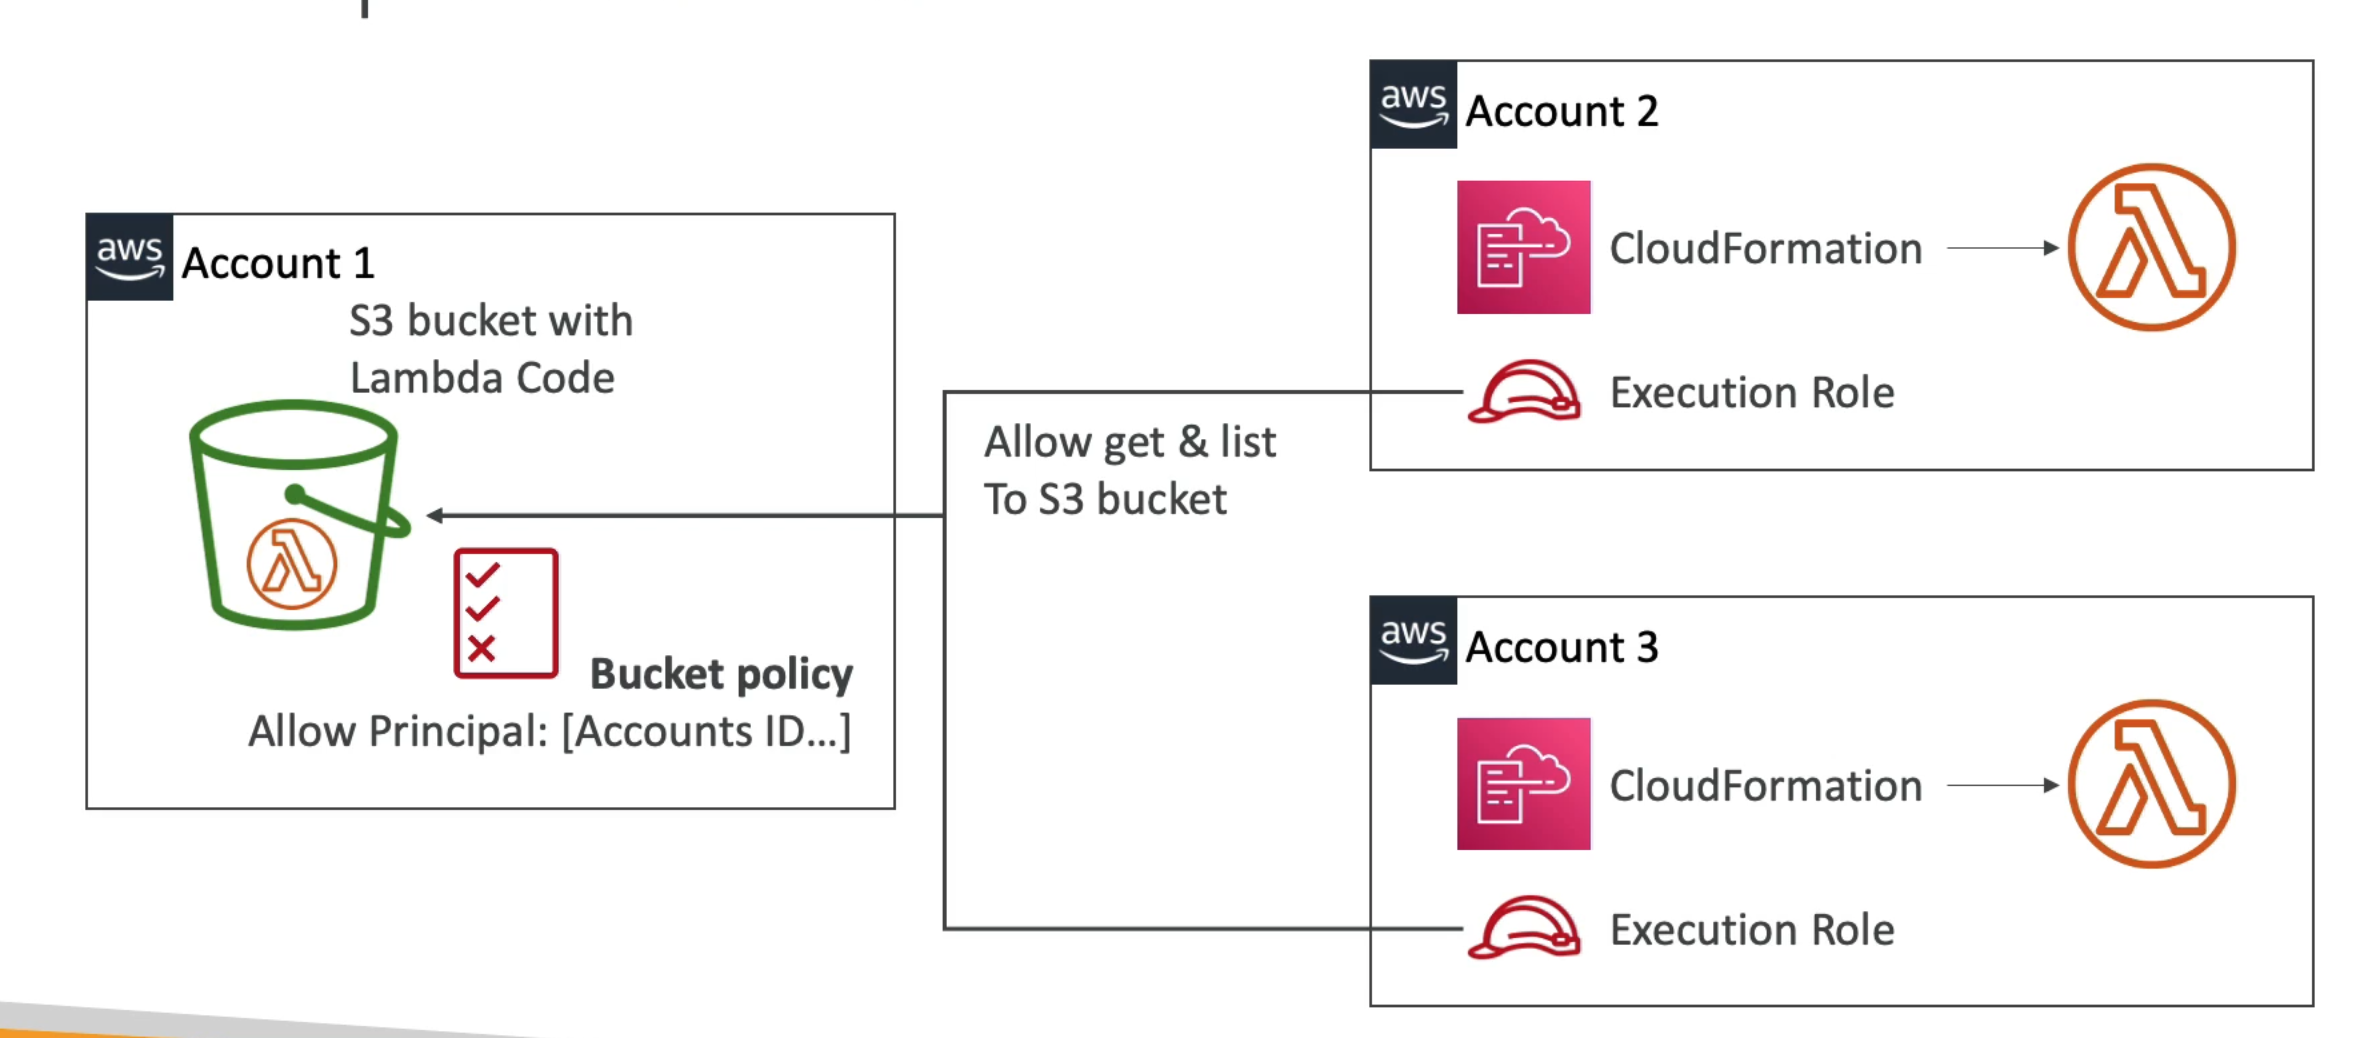 aws Account 1
S3 bucket with
Lambda Code
Bucket policy
Allow Principal: [Accounts ID...]
Allow get & list
To S3 bucket
aws Account 2
CloudFormation
Execution Role
aws Account 3
CloudFormation
Execution Role